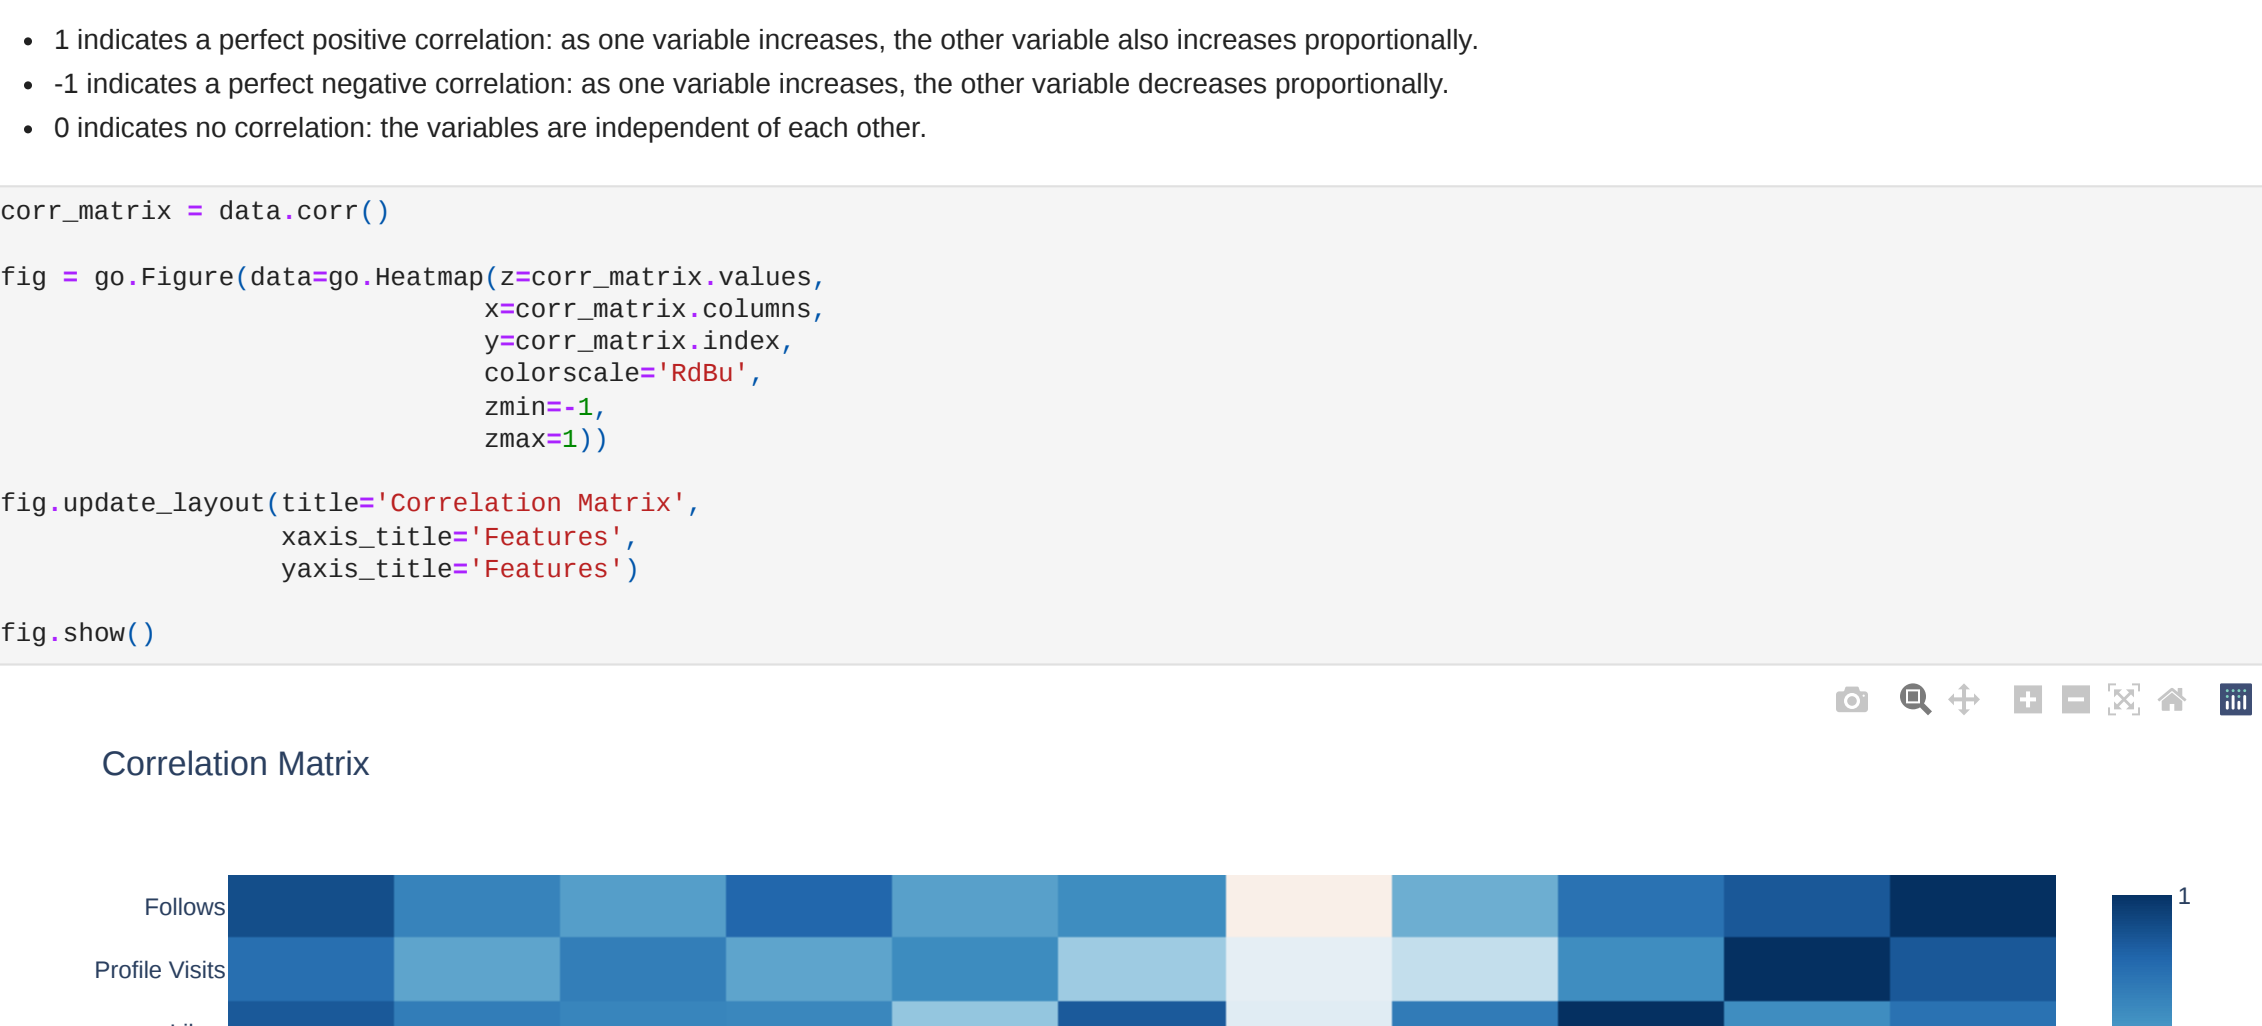 1 indicates a perfect positive correlation: as one variable increases, the other variable also increases proportionally.
-1 indicates a perfect negative correlation: as one variable increases, the other variable decreases proportionally.
0 indicates no correlation: the variables are independent of each other.
corr_matrix = data.corr()
fig = go.Figure(data=go.Heatmap(z=corr_matrix.values,
x=corr_matrix.columns,
y=corr_matrix.index,
colorscale='RdBu',
zmin=-1,
zmax=1))
fig.update_layout(title='Correlation Matrix',
xaxis_title='Features',
yaxis_title='Features')
fig.show()
Correlation Matrix
Follows
1
Profile Visits